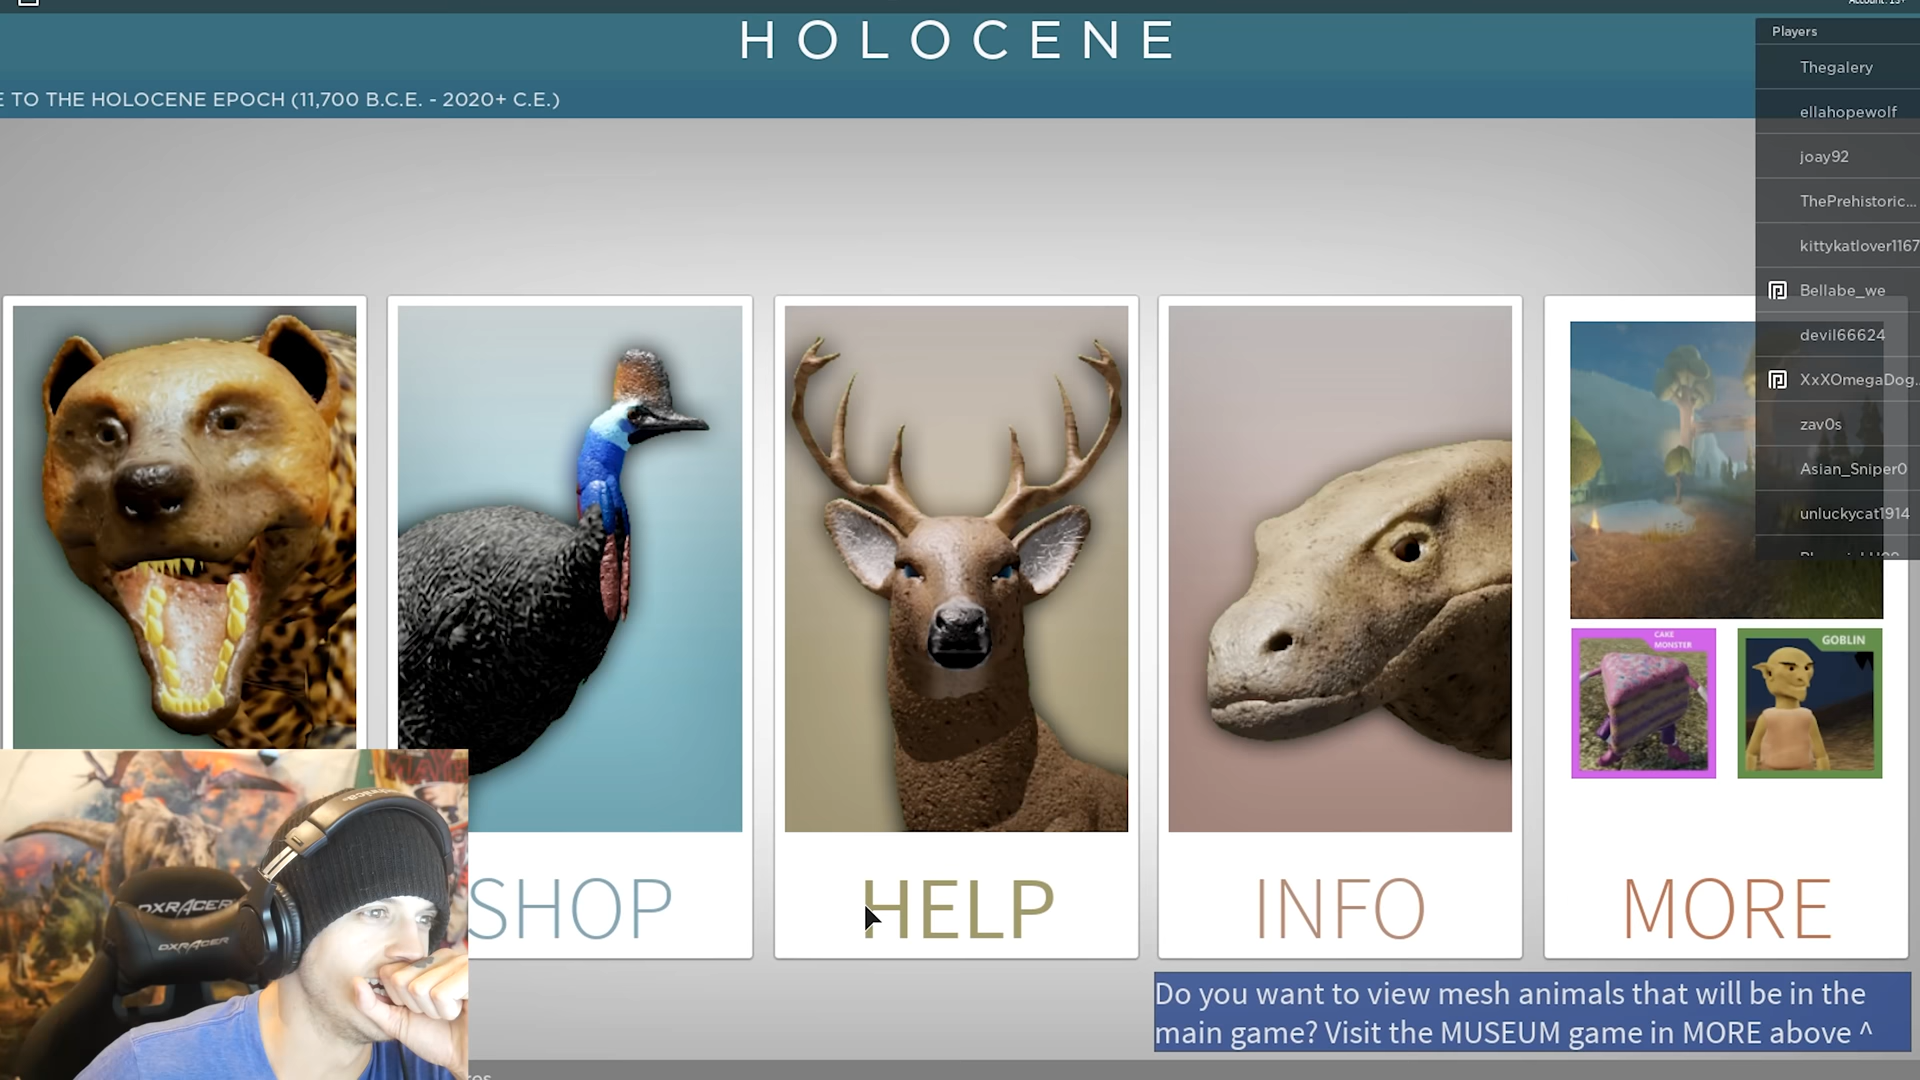 HOLOCENE
E TO THE HOLOCENE EPOCH (11,700 B.C.E. - 2020+ C.E.)
Players
Thegalery
ellahopewolf
joay92
ThePrehistoric...
kittykatlover1167
Bellabe_we
devil66624
XxXOmegaDog...
zav0s
Asian_Sniper0
unluckycat1914
CAKE
MONSTER
GOBLIN
SHOP
HELP
INFO
MORE
Do you want to view mesh animals that will be in the
main game? Visit the MUSEUM game in MORE above ^
DXRACER
DXRACER